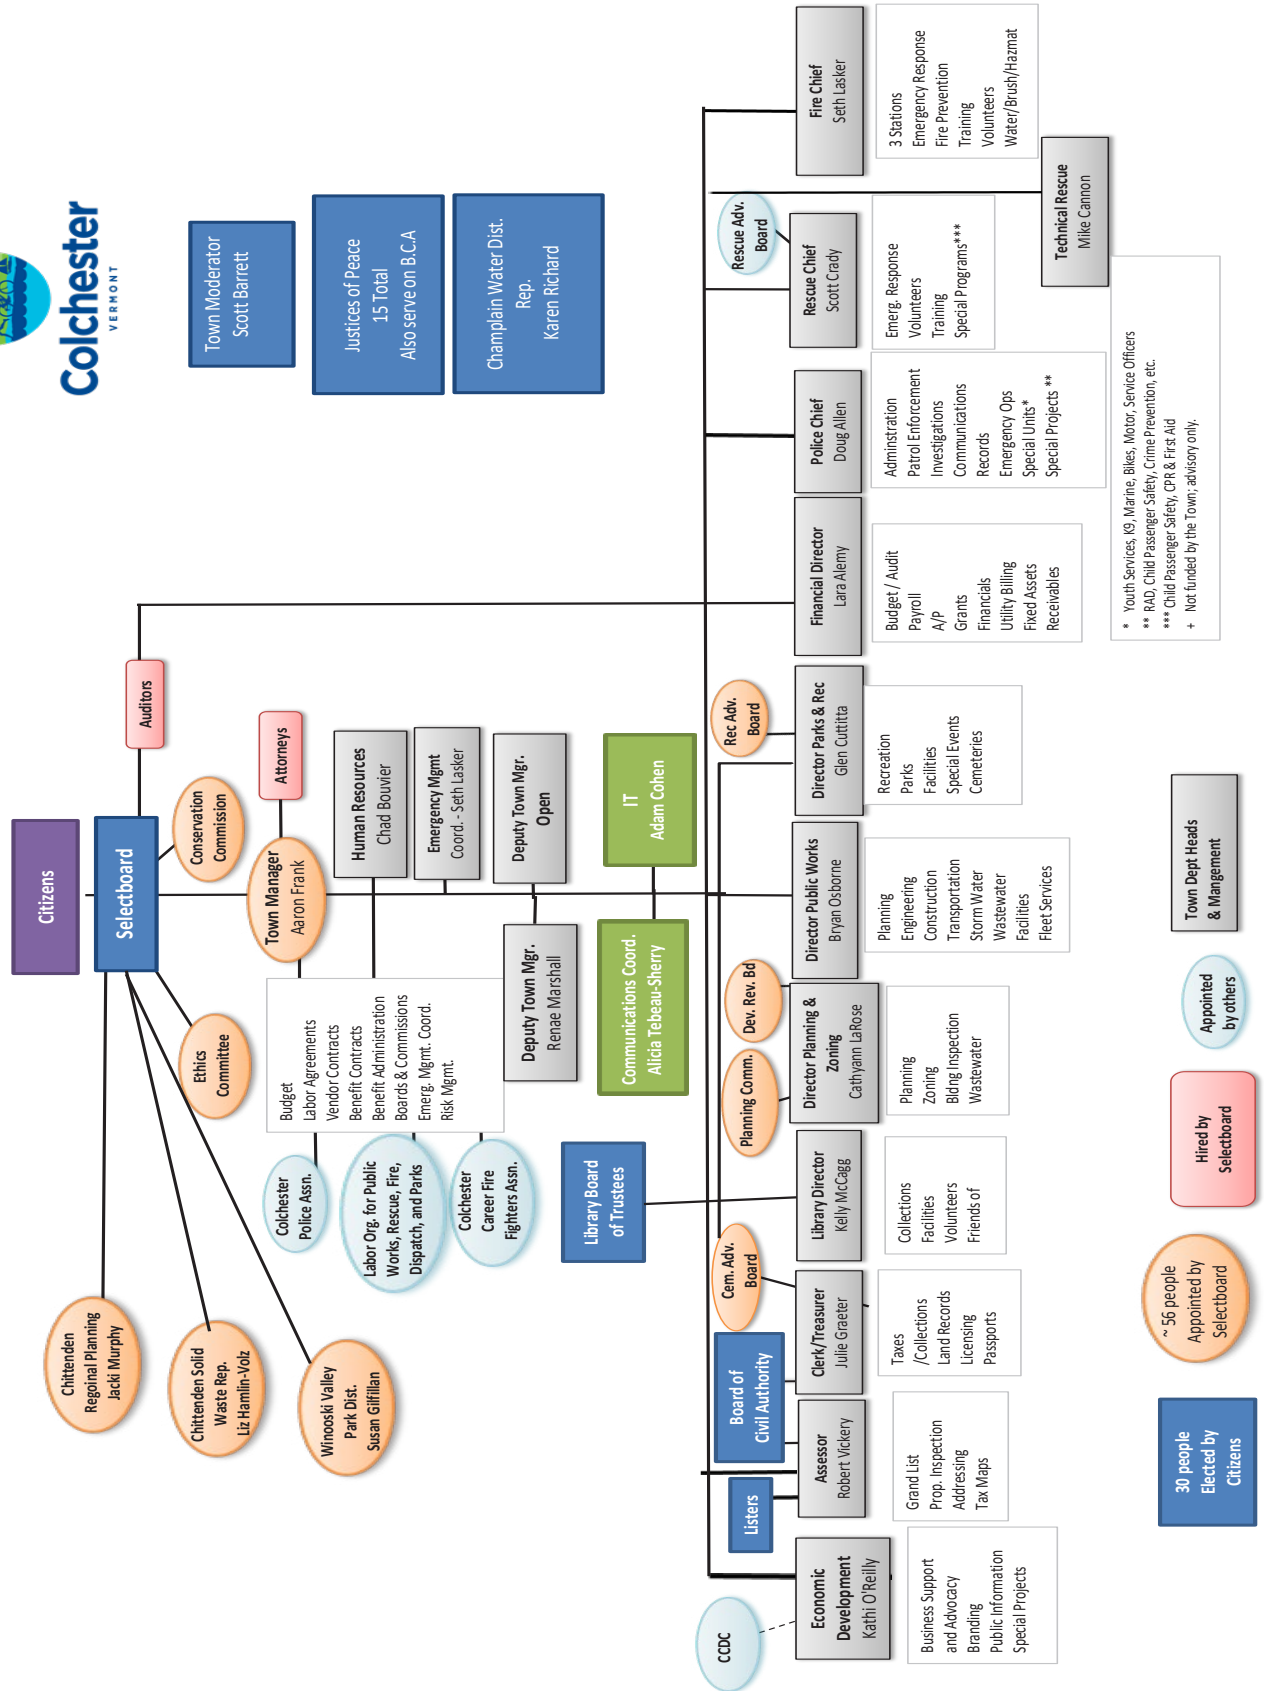 Colchester
VERMONT
Citizens
Selectboard
Auditors
Conservation
Commission
Ethics
Committee
Chittenden
Regoinal Planning
Jacki Murphy
Chittenden Solid
Waste Rep.
Liz Hamlin-Volz
Winooski Valley
Park Dist.
Susan Gilfillan
Town Moderator
Scott Barrett
Justices of Peace
15 Total
Also serve on B.C.A
Champlain Water Dist.
Rep.
Karen Richard
Town Manager
Aaron Frank
Attorneys
Budget
Labor Agreements
Vendor Contracts
Benefit Contracts
Benefit Administration
Boards & Commissions
Emerg. Mgmt. Coord.
Risk Mgmt.
Colchester
Police Assn.
Labor Org. for Public
Works, Rescue, Fire,
Dispatch, and Parks
Colchester
Career Fire
Fighters Assn.
Human Resources
Chad Bouvier
Emergency Mgmt
Coord. - Seth Lasker
Deputy Town Mgr.
Open
Deputy Town Mgr.
Renae Marshall
IT
Adam Cohen
Communications Coord.
Alicia Tebeau-Sherry
Library Board
of Trustees
CCDC
Listers
Board of
Civil Authority
Cem. Adv.
Board
Planning Comm.
Dev. Rev. Bd
Rec Adv.
Board
Rescue Adv.
Board
Economic
Development
Kathi O'Reilly
Business Support
and Advocacy
Branding
Public Information
Special Projects
Assessor
Robert Vickery
Grand List
Prop. Inspection
Addressing
Tax Maps
Clerk/Treasurer
Julie Graeter
Taxes
/Collections
Land Records
Licensing
Passports
Library Director
Kelly McCagg
Collections
Facilities
Volunteers
Friends of
Director Planning &
Zoning
Cathyann LaRose
Planning
Zoning
Bldng Inspection
Wastewater
Director Public Works
Bryan Osborne
Planning
Engineering
Construction
Transportation
Storm Water
Wastewater
Facilities
Fleet Services
Director Parks & Rec
Glen Cuttitta
Recreation
Parks
Facilities
Special Events
Cemeteries
Financial Director
Lara Alemy
Budget / Audit
Payroll
A/P
Grants
Financials
Utility Billing
Fixed Assets
Receivables
Police Chief
Doug Allen
Adminstration
Patrol Enforcement
Investigations
Communications
Records
Emergency Ops
Special Units*
Special Projects **
Rescue Chief
Scott Crady
Emerg. Response
Volunteers
Training
Special Programs***
Fire Chief
Seth Lasker
3 Stations
Emergency Response
Fire Prevention
Training
Volunteers
Water/Brush/Hazmat
Technical Rescue
Mike Cannon
* Youth Services, K9, Marine, Bikes, Motor, Service Officers
** RAD, Child Passenger Safety, Crime Prevention, etc.
*** Child Passenger Safety, CPR & First Aid
+ Not funded by the Town; advisory only.
30 people
Elected by
Citizens
~ 56 people
Appointed by
Selectboard
Hired by
Selectboard
Appointed
by others
Town Dept Heads
& Mangement